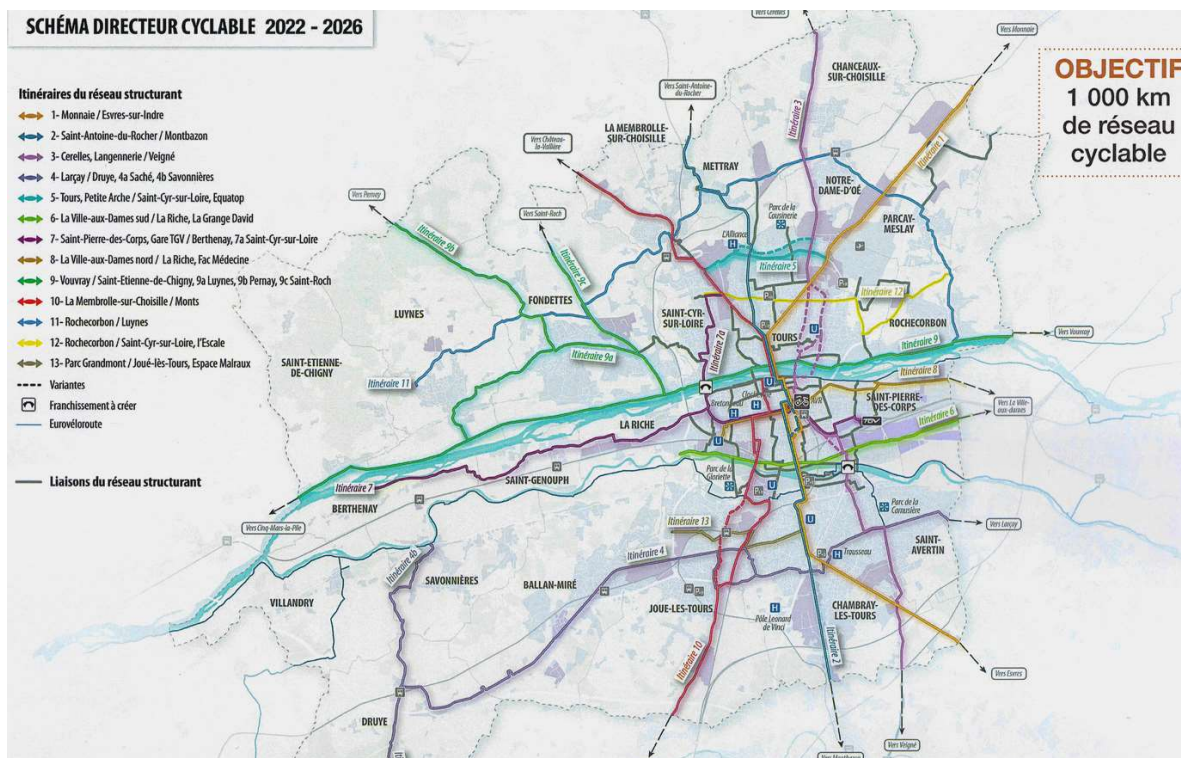 SCHÉMA DIRECTEUR CYCLABLE 2022 - 2026
OBJECTIF
1 000 km
de réseau
cyclable
Itinéraires du réseau structurant
1- Monnaie / Esvres-sur-Indre
2- Saint-Antoine-du-Rocher / Montbazon
3- Cerelles, Langennerie / Veigné
4- Larçay / Druye, 4a Saché, 4b Savonnières
5- Tours, Petite Arche / Saint-Cyr-sur-Loire, Equatop
6- La Ville-aux-Dames sud / La Riche, La Grange David
7- Saint-Pierre-des-Corps, Gare TGV / Berthenay, 7a Saint-Cyr-sur-Loire
8- La Ville-aux-Dames nord / La Riche, Fac Médecine
9- Vouvray / Saint-Etienne-de-Chigny, 9a Luynes, 9b Pernay, 9c Saint-Roch
10- La Membrolle-sur-Choisille / Monts
11- Rochecorbon / Luynes
12- Rochecorbon / Saint-Cyr-sur-Loire, l'Escale
13- Parc Grandmont / Joué-lès-Tours, Espace Malraux
Variantes
Franchissement à créer
Eurovéloroute
Liaisons du réseau structurant
Vers Cerelles
Vers Monnaie
CHANCEAUX-
SUR-CHOISILLE
Itinéraire 3
Vers Saint-Antoine-
du-Rocher
LA MEMBROLLE-
SUR-CHOISILLE
Itinéraire 1
Vers Château-
la-Vallière
METTRAY
NOTRE-
DAME-D'OÉ
Vers Pernay
Vers Saint-Roch
Parc de la
Cousinerie
PARCAY-
MESLAY
Itinéraire 9b
Itinéraire 9c
L'Alliance
H
Itinéraire 5
FONDETTES
LUYNES
SAINT-CYR-
SUR-LOIRE
Itinéraire 12
ROCHECORBON
Itinéraire 7a
TOURS
U
Vers Vouvray
SAINT-ETIENNE-
DE-CHIGNY
Itinéraire 9a
Itinéraire 9
Itinéraire 11
Itinéraire 8
U
Bretonneau
H
H
SAINT-PIERRE-
DES-CORPS
Vers La Ville-
aux-dames
LA RICHE
TGV
Itinéraire 6
U
Parc de la
Gloriette
U
SAINT-GENOUPH
Itinéraire 7
BERTHENAY
Parc de la
Camusière
Vers Cinq-Mars-la-Pile
Itinéraire 13
U
Vers Larçay
SAINT-
AVERTIN
Itinéraire 4
Trousseau
H
Itinéraire 4b
SAVONNIÈRES
BALLAN-MIRÉ
VILLANDRY
JOUE-LES-TOURS
H
Pôle Leonard
de Vinci
CHAMBRAY-
LES-TOURS
Itinéraire 10
Itinéraire 2
Vers Esvres
DRUYE
Vers Veigné